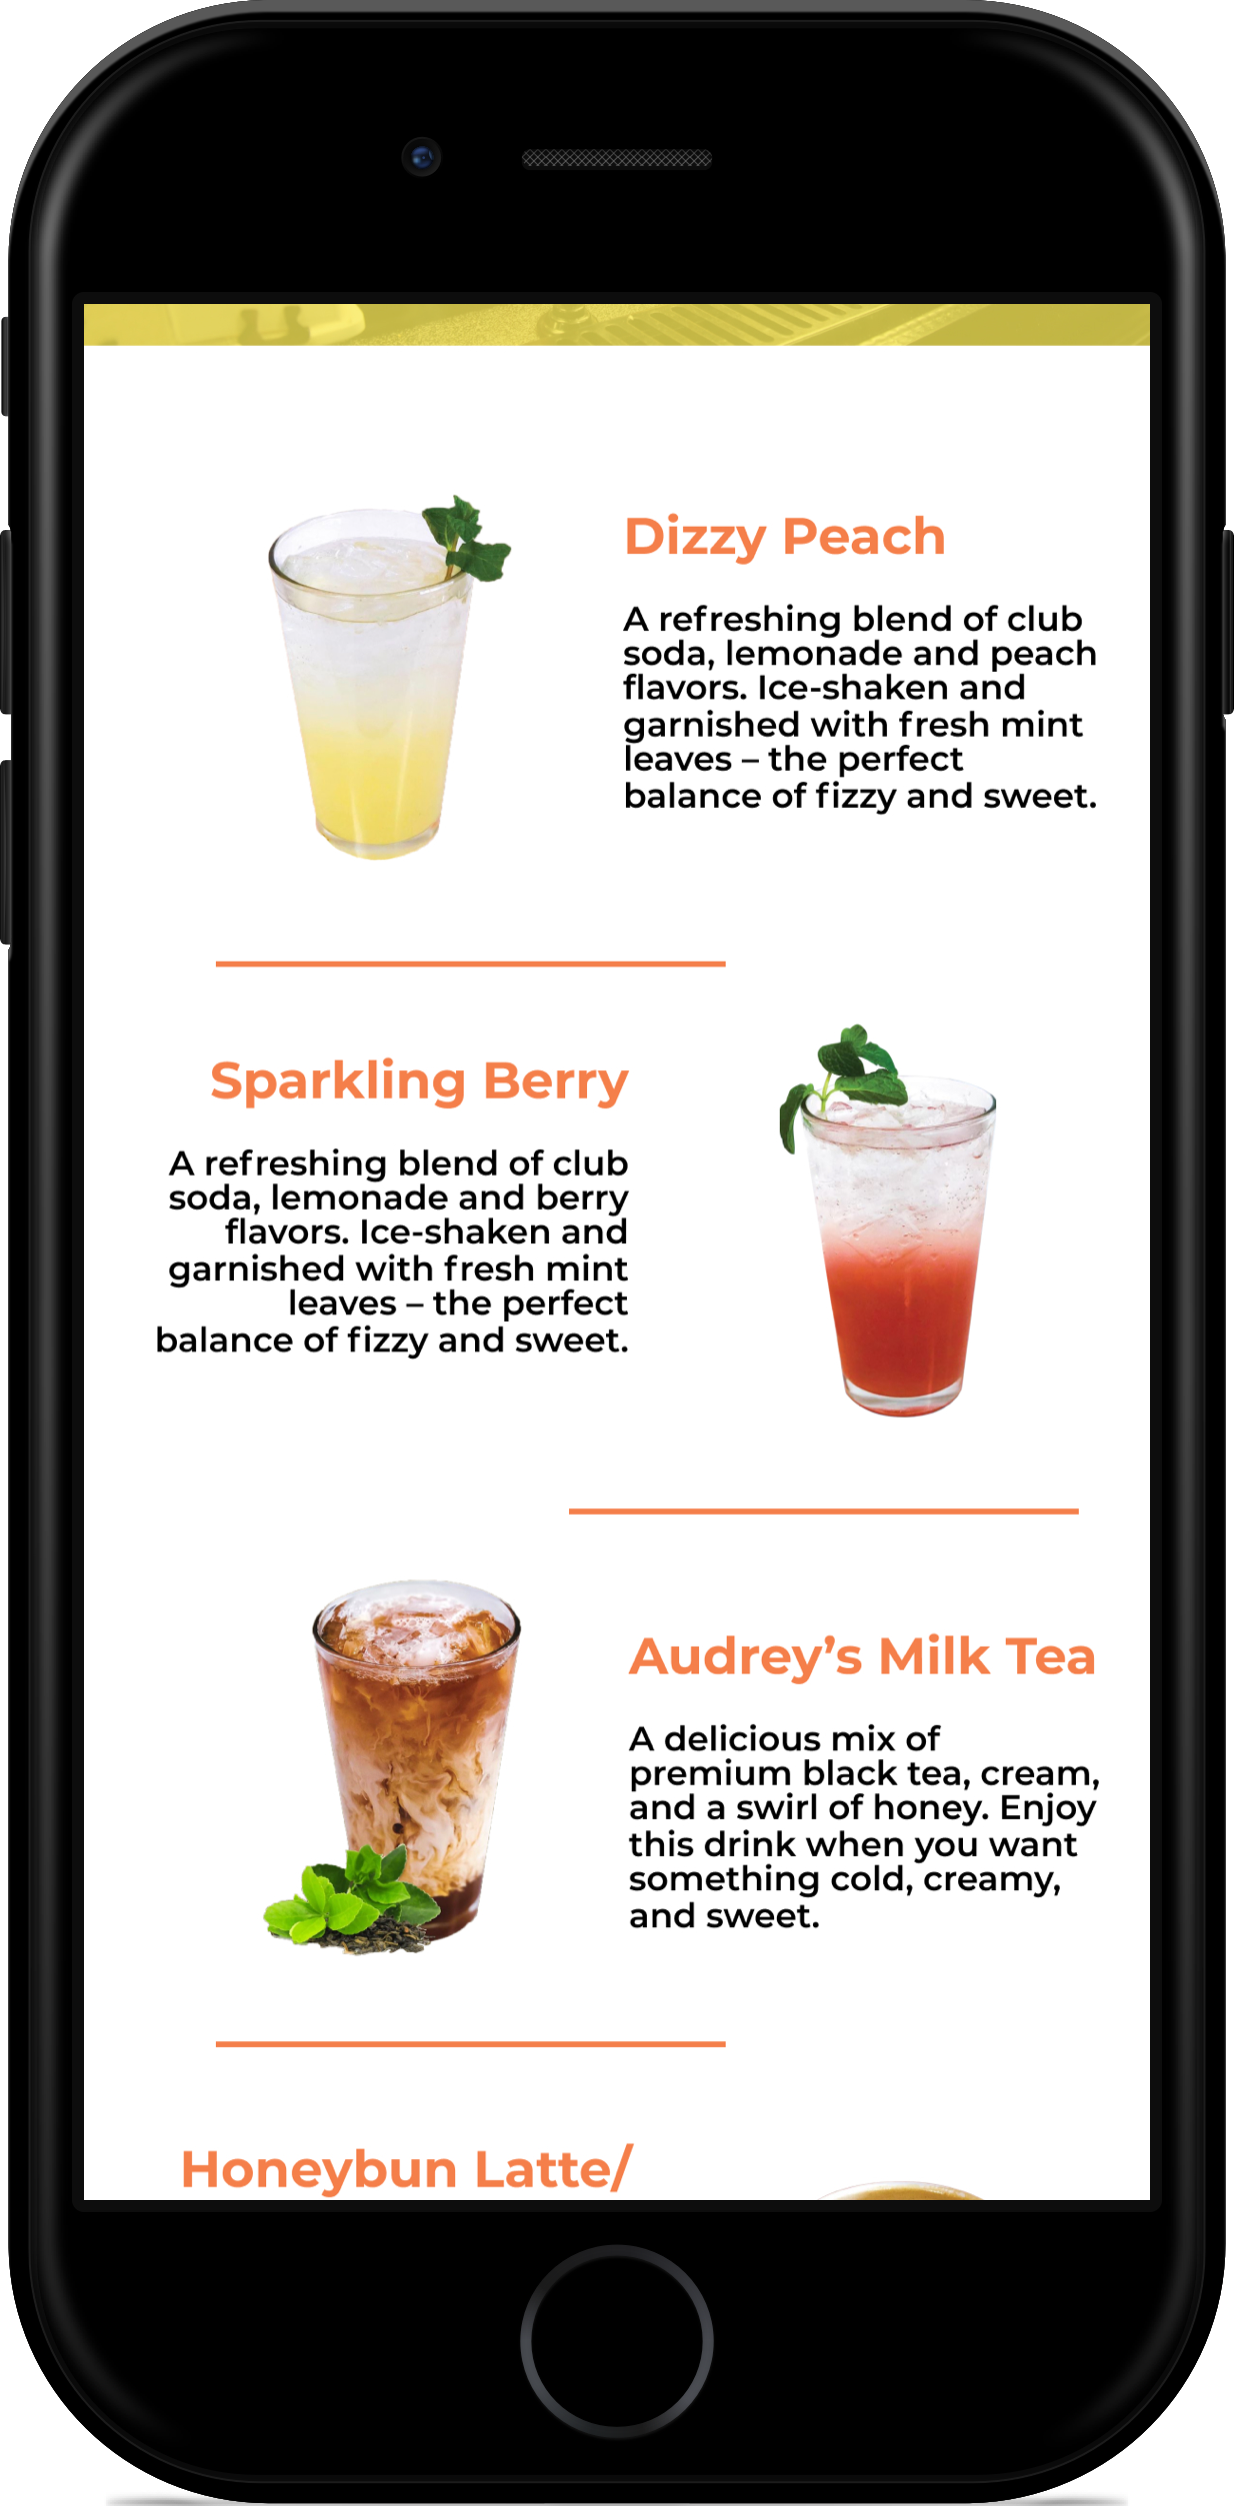 Dizzy Peach
A refreshing blend of club
soda, lemonade and peach
flavors. Ice-shaken and
garnished with fresh mint
leaves – the perfect
balance of fizzy and sweet.
Sparkling Berry
A refreshing blend of club
soda, lemonade and berry
flavors. Ice-shaken and
garnished with fresh mint
leaves – the perfect
balance of fizzy and sweet.
Audrey’s Milk Tea
A delicious mix of
premium black tea, cream,
and a swirl of honey. Enjoy
this drink when you want
something cold, creamy,
and sweet.
Honeybun Latte/